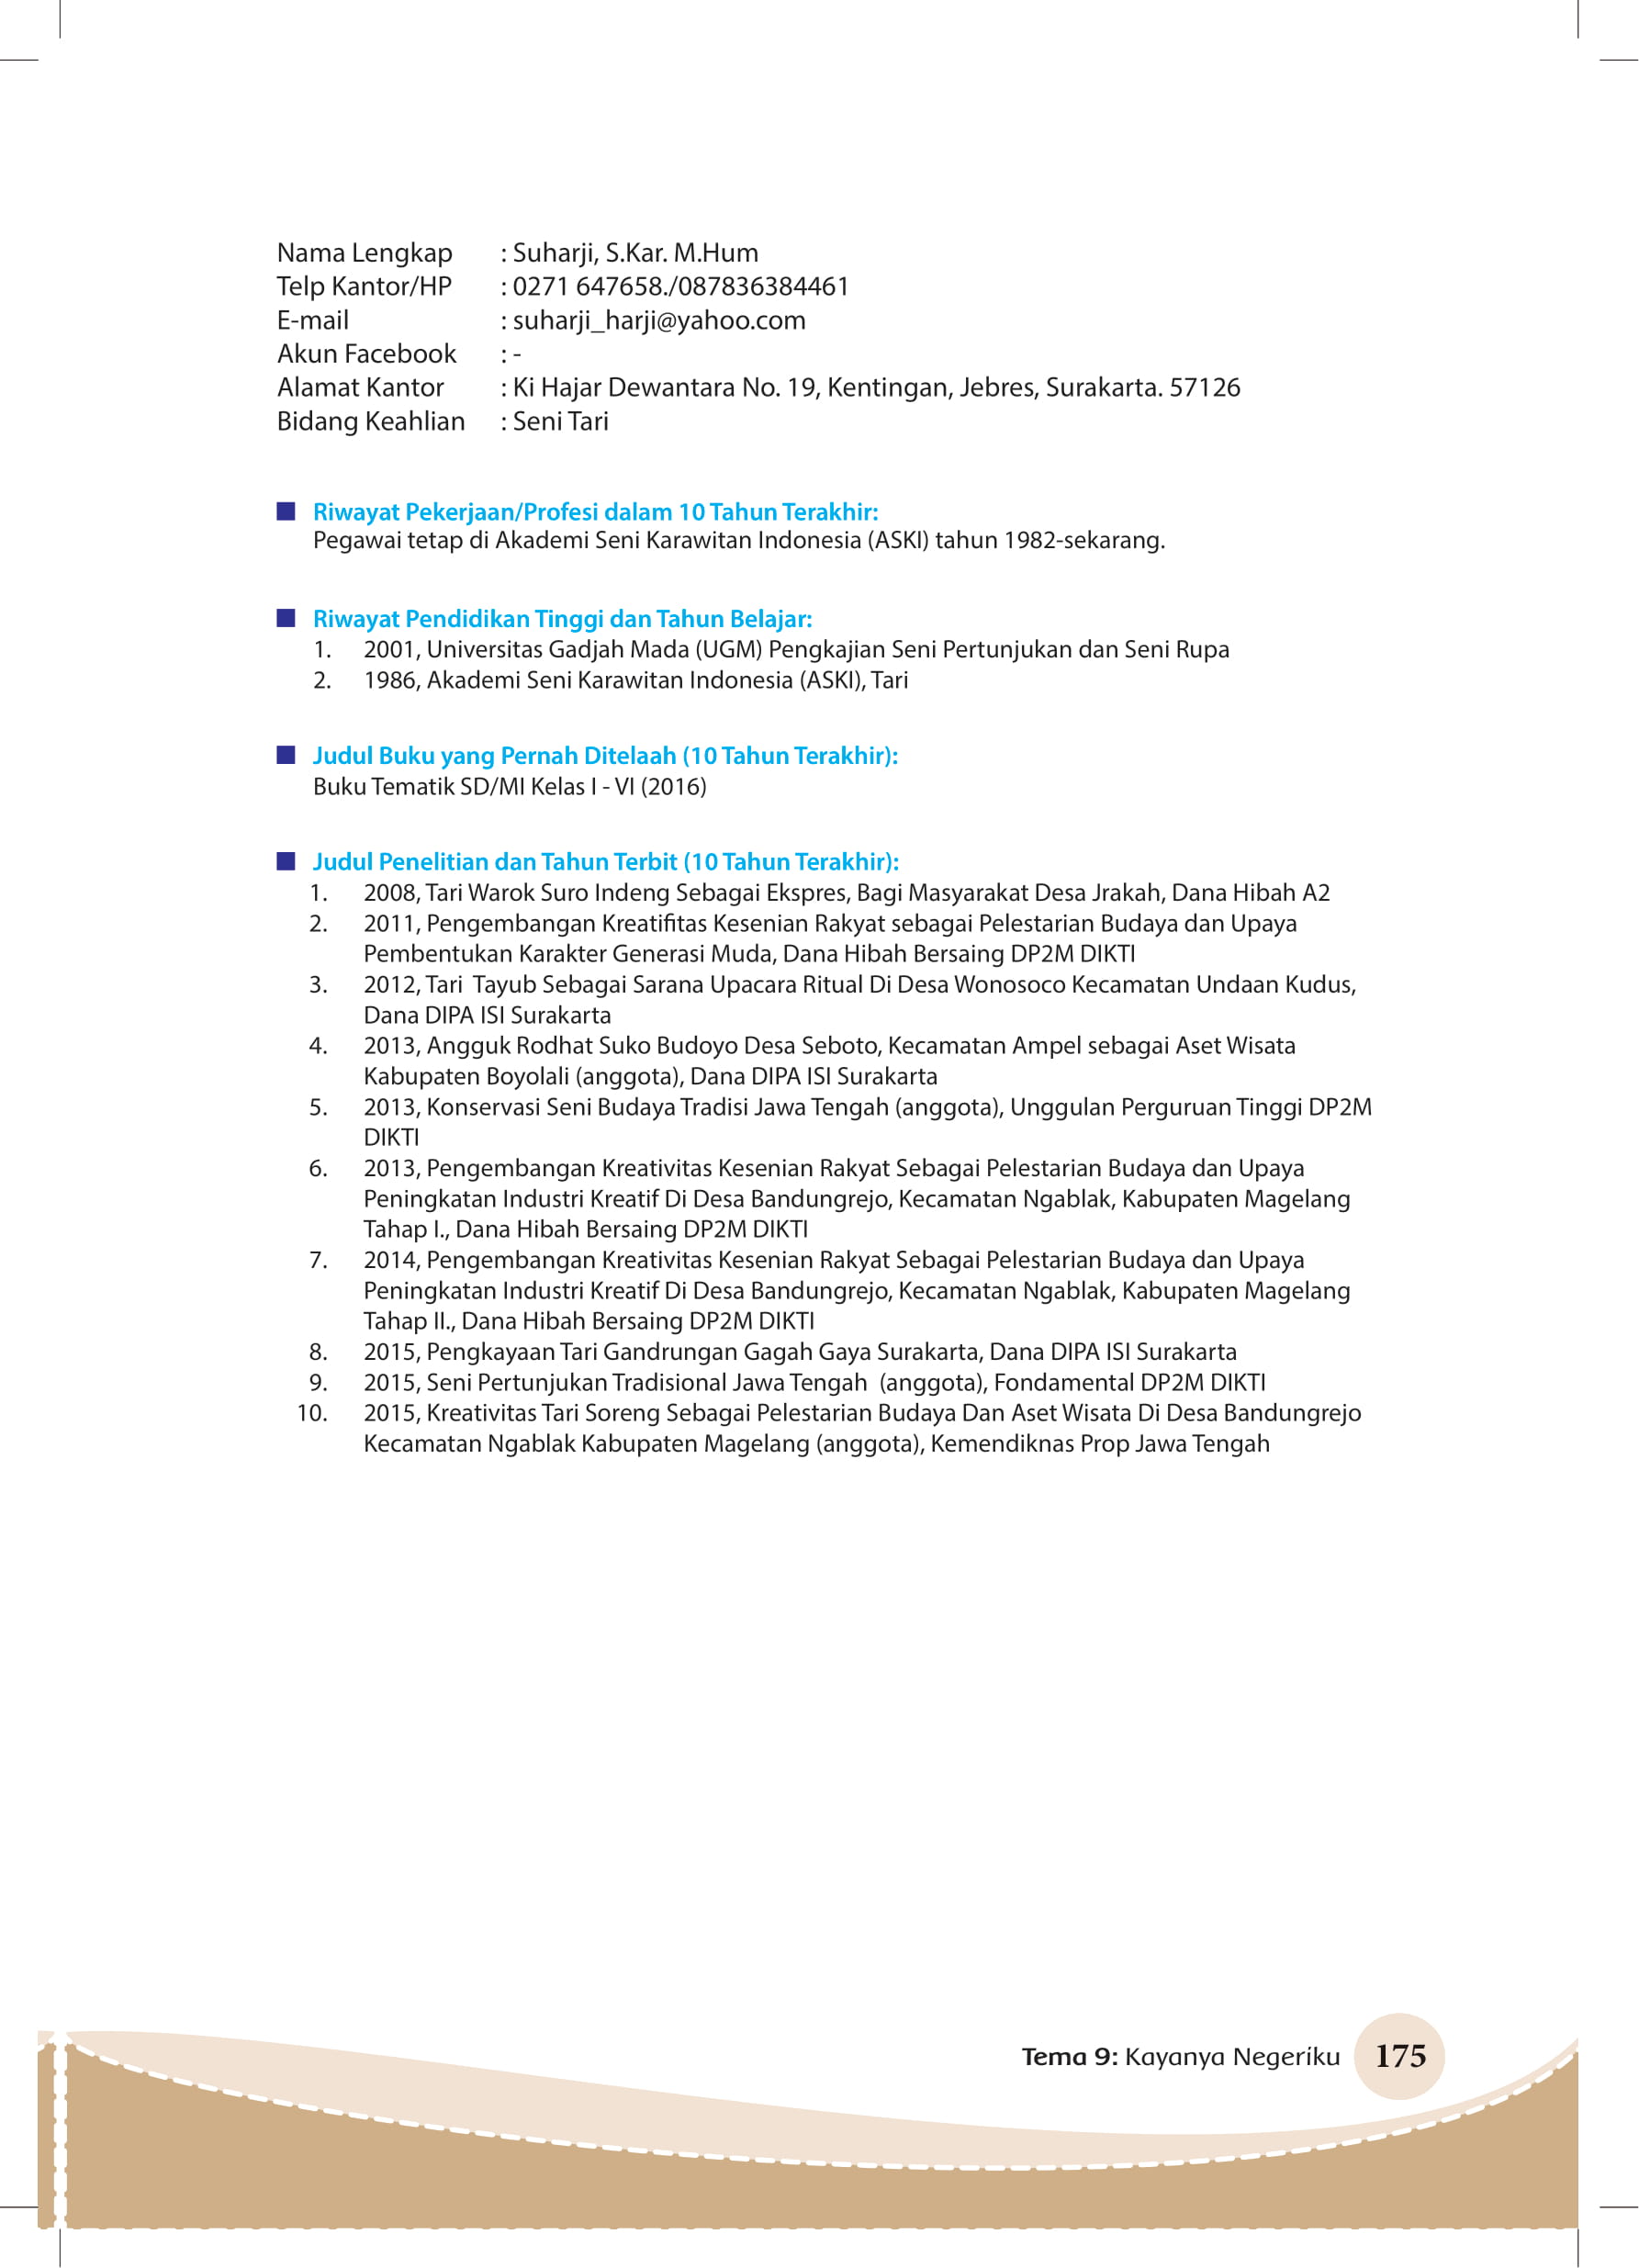 Nama Lengkap : Suharji, S.Kar. M.Hum
Telp Kantor/HP : 0271 647658./087836384461
E-mail : suharji_harji@yahoo.com
Akun Facebook : -
Alamat Kantor : Ki Hajar Dewantara No. 19, Kentingan, Jebres, Surakarta. 57126
Bidang Keahlian : Seni Tari
Riwayat Pekerjaan/Profesi dalam 10 Tahun Terakhir:
Pegawai tetap di Akademi Seni Karawitan Indonesia (ASKI) tahun 1982-sekarang.
Riwayat Pendidikan Tinggi dan Tahun Belajar:
1. 2001, Universitas Gadjah Mada (UGM) Pengkajian Seni Pertunjukan dan Seni Rupa
2. 1986, Akademi Seni Karawitan Indonesia (ASKI), Tari
Judul Buku yang Pernah Ditelaah (10 Tahun Terakhir):
Buku Tematik SD/MI Kelas I - VI (2016)
Judul Penelitian dan Tahun Terbit (10 Tahun Terakhir):
1. 2008, Tari Warok Suro Indeng Sebagai Ekspres, Bagi Masyarakat Desa Jrakah, Dana Hibah A2
2. 2011, Pengembangan Kreatifitas Kesenian Rakyat sebagai Pelestarian Budaya dan Upaya
Pembentukan Karakter Generasi Muda, Dana Hibah Bersaing DP2M DIKTI
3. 2012, Tari Tayub Sebagai Sarana Upacara Ritual Di Desa Wonosoco Kecamatan Undaan Kudus,
Dana DIPA ISI Surakarta
4. 2013, Angguk Rodhat Suko Budoyo Desa Seboto, Kecamatan Ampel sebagai Aset Wisata
Kabupaten Boyolali (anggota), Dana DIPA ISI Surakarta
5. 2013, Konservasi Seni Budaya Tradisi Jawa Tengah (anggota), Unggulan Perguruan Tinggi DP2M
DIKTI
6. 2013, Pengembangan Kreativitas Kesenian Rakyat Sebagai Pelestarian Budaya dan Upaya
Peningkatan Industri Kreatif Di Desa Bandungrejo, Kecamatan Ngablak, Kabupaten Magelang
Tahap I., Dana Hibah Bersaing DP2M DIKTI
7. 2014, Pengembangan Kreativitas Kesenian Rakyat Sebagai Pelestarian Budaya dan Upaya
Peningkatan Industri Kreatif Di Desa Bandungrejo, Kecamatan Ngablak, Kabupaten Magelang
Tahap II., Dana Hibah Bersaing DP2M DIKTI
8. 2015, Pengkayaan Tari Gandrungan Gagah Gaya Surakarta, Dana DIPA ISI Surakarta
9. 2015, Seni Pertunjukan Tradisional Jawa Tengah (anggota), Fondamental DP2M DIKTI
10. 2015, Kreativitas Tari Soreng Sebagai Pelestarian Budaya Dan Aset Wisata Di Desa Bandungrejo
Kecamatan Ngablak Kabupaten Magelang (anggota), Kemendiknas Prop Jawa Tengah
Tema 9: Kayanya Negeriku 175